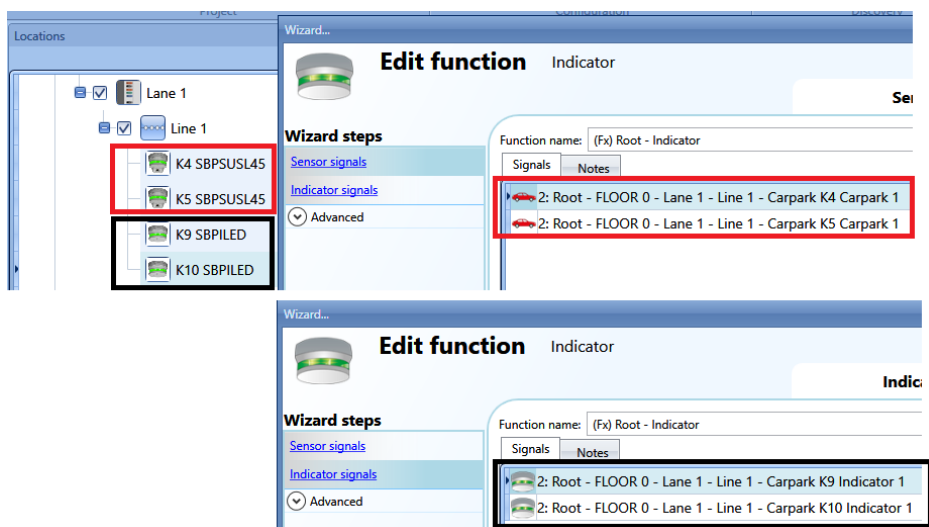 Project Configuration Discovery
Locations
Wizard...
Edit function Indicator
Lane 1
Line 1
K4 SBPSUSL45
K5 SBPSUSL45
K9 SBPILED
K10 SBPILED
Wizard steps
Sensor signals
Indicator signals
Advanced
Function name: (Fx) Root - Indicator
Signals Notes
2: Root - FLOOR 0 - Lane 1 - Line 1 - Carpark K4 Carpark 1
2: Root - FLOOR 0 - Lane 1 - Line 1 - Carpark K5 Carpark 1
Wizard...
Edit function Indicator
Wizard steps
Sensor signals
Indicator signals
Advanced
Function name: (Fx) Root - Indicator
Signals Notes
2: Root - FLOOR 0 - Lane 1 - Line 1 - Carpark K9 Indicator 1
2: Root - FLOOR 0 - Lane 1 - Line 1 - Carpark K10 Indicator 1